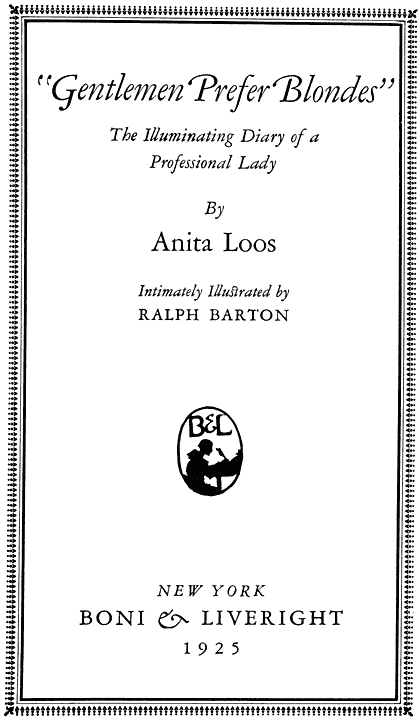 "Gentlemen Prefer Blondes"
The Illuminating Diary of a
Professional Lady
By
Anita Loos
Intimately Illustrated by
RALPH BARTON
B&L
NEW YORK
BONI & LIVERIGHT
1925